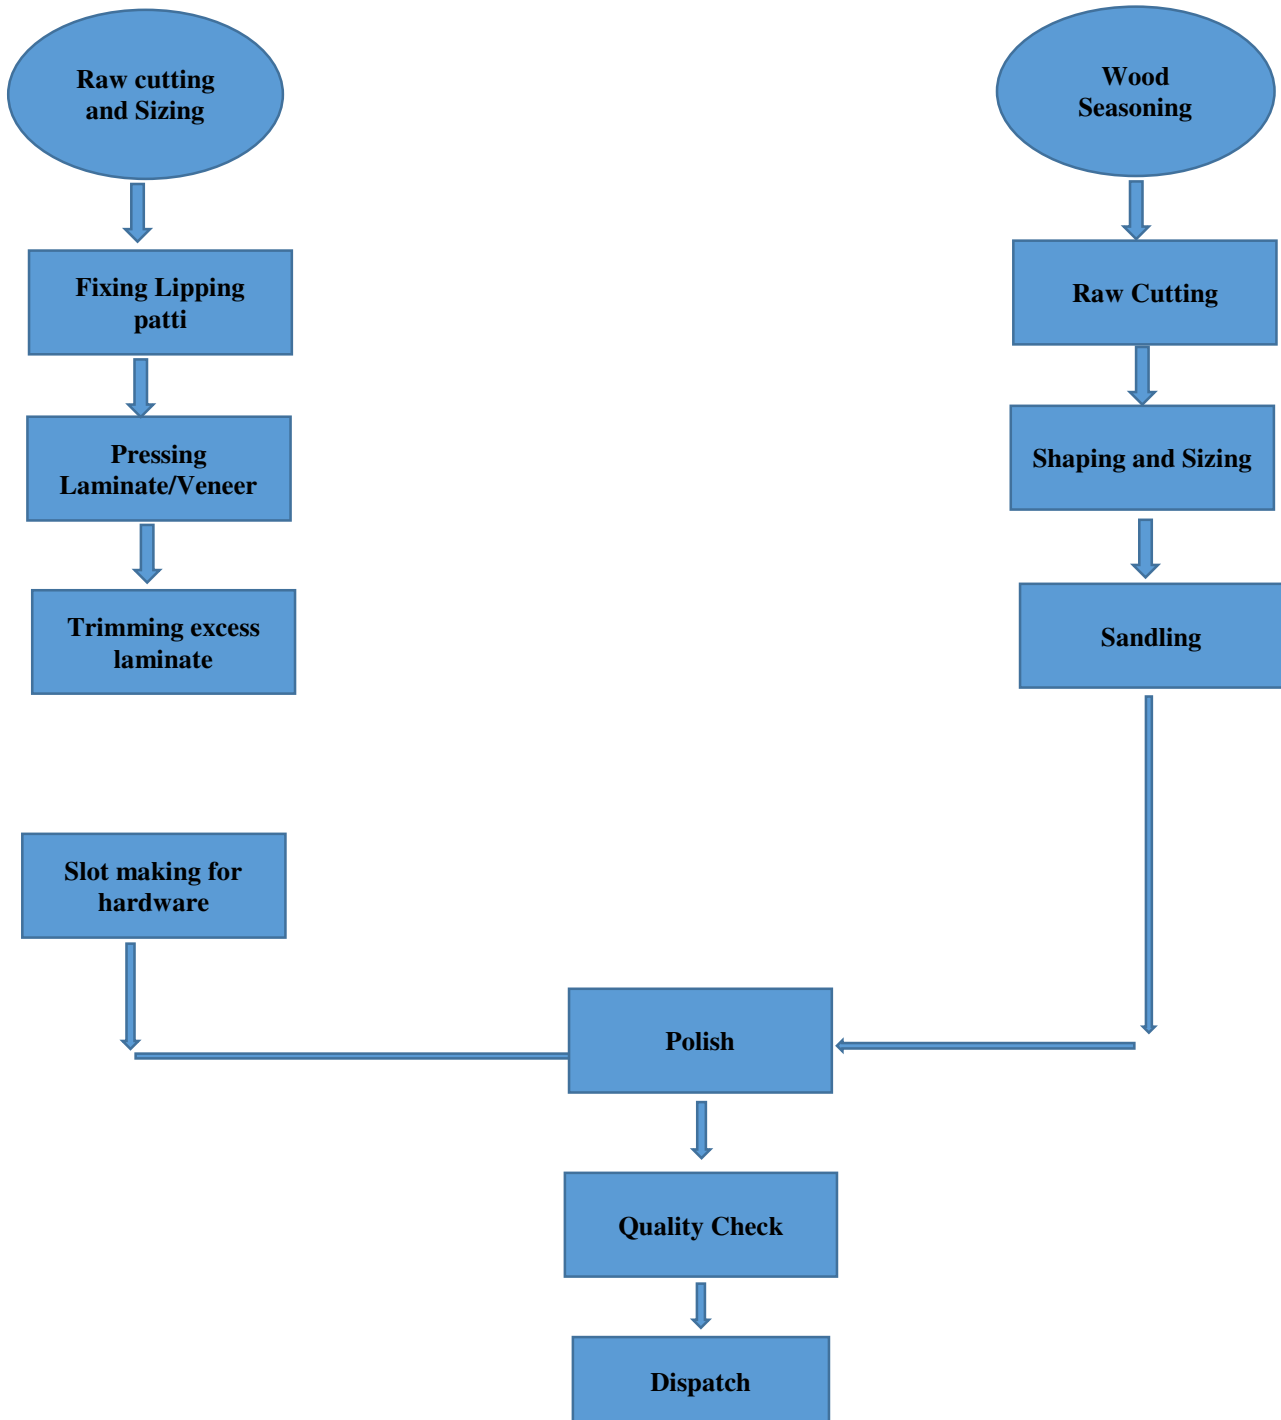 Raw cutting
and Sizing
Fixing Lipping
patti
Pressing
Laminate/Veneer
Trimming excess
laminate
Slot making for
hardware
Wood
Seasoning
Raw Cutting
Shaping and Sizing
Sandling
Polish
Quality Check
Dispatch